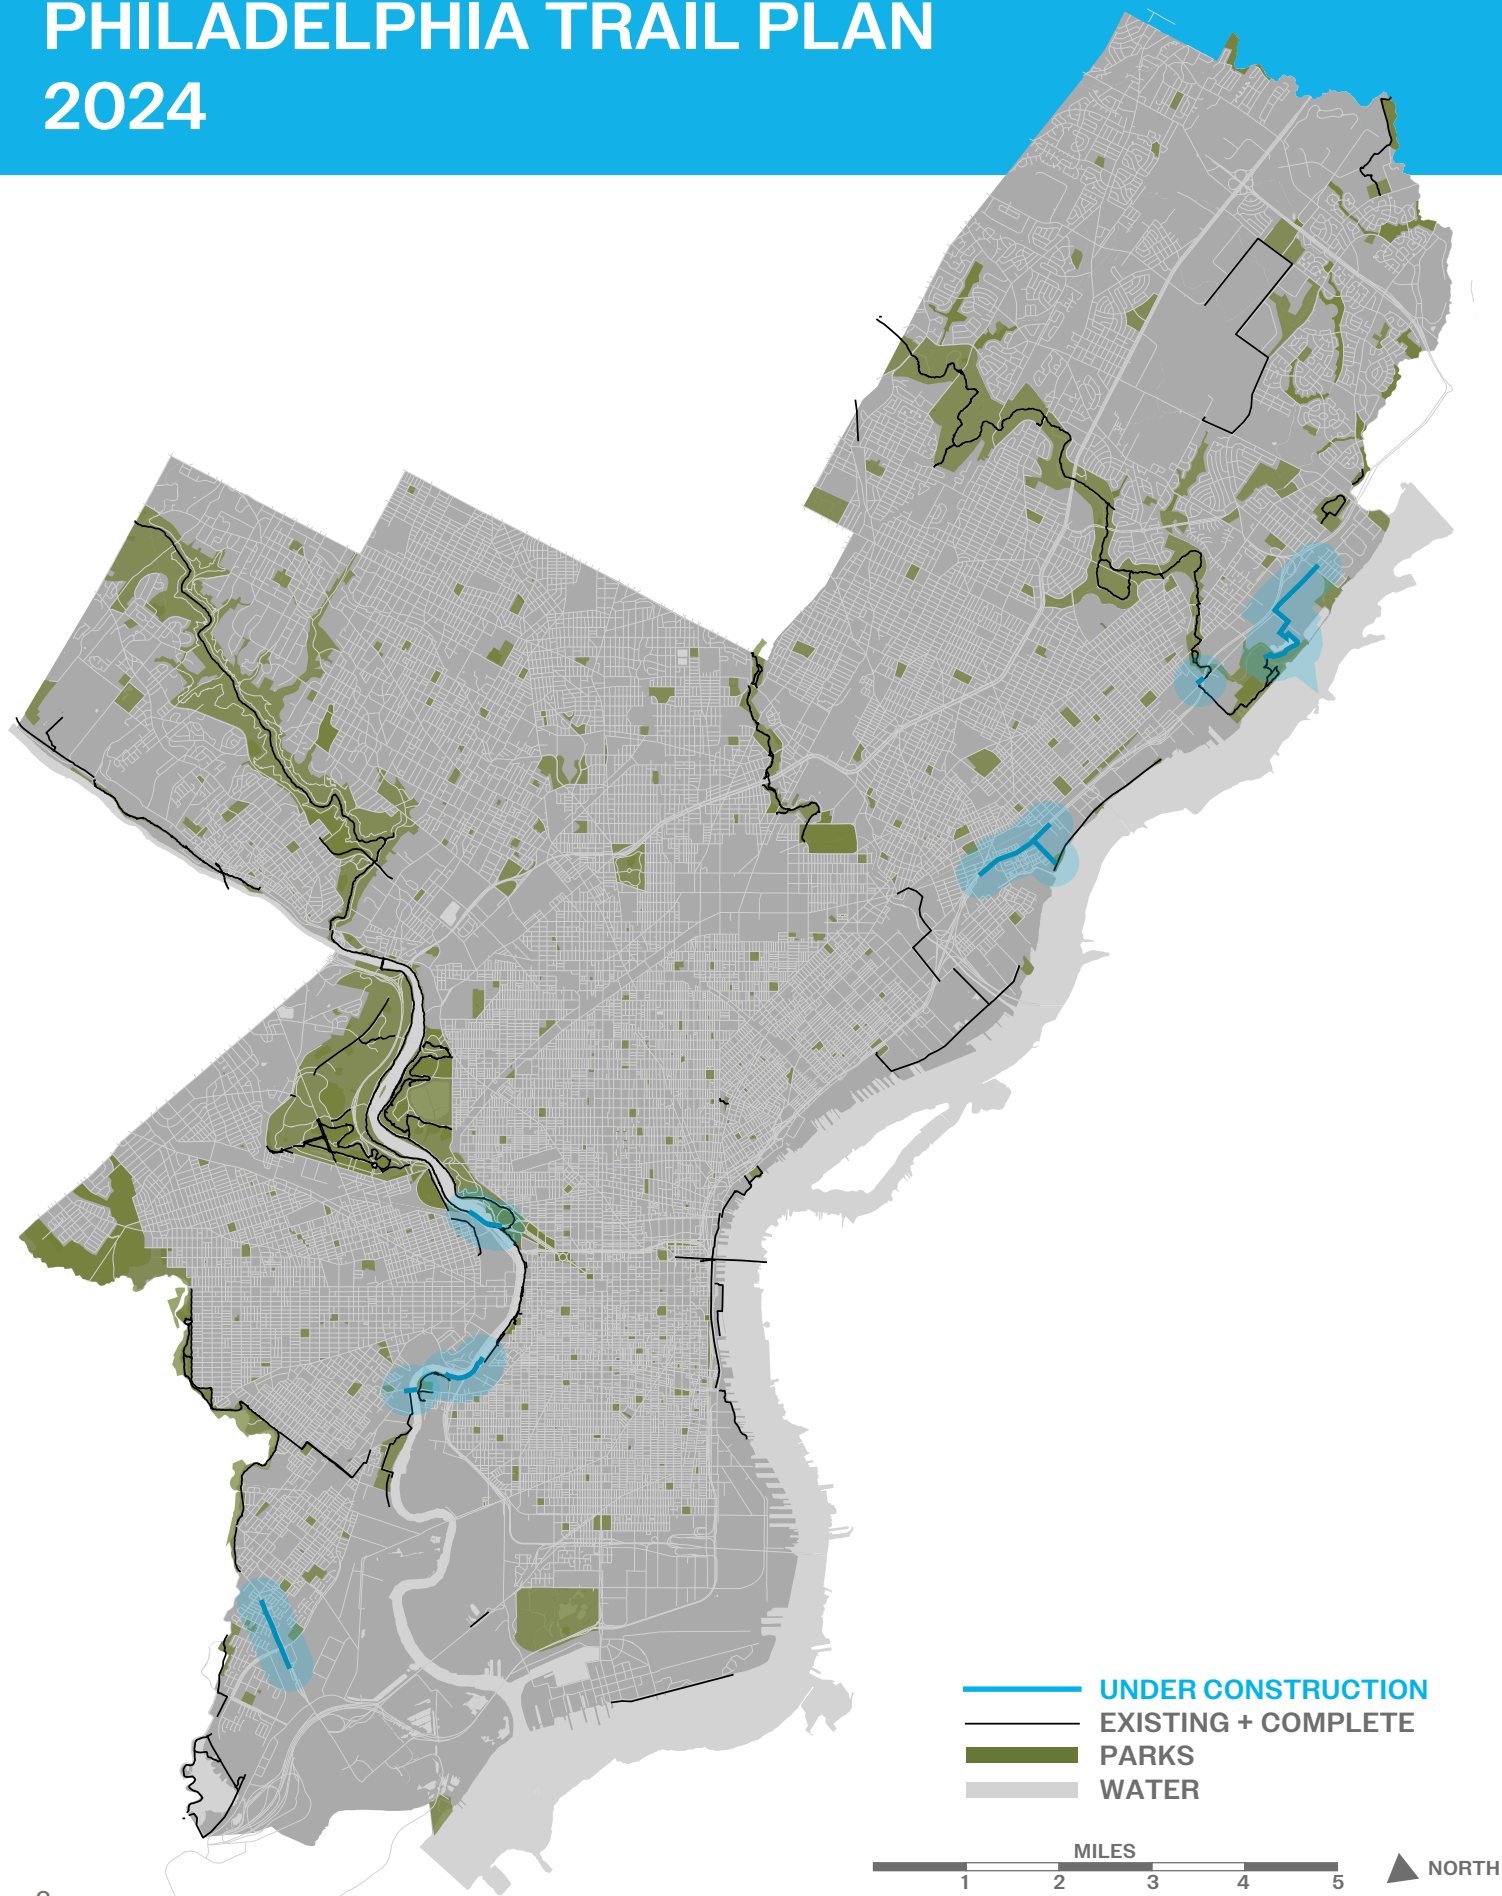 PHILADELPHIA TRAIL PLAN
2024
UNDER CONSTRUCTION
EXISTING + COMPLETE
PARKS
WATER
MILES
1 2 3 4 5
NORTH